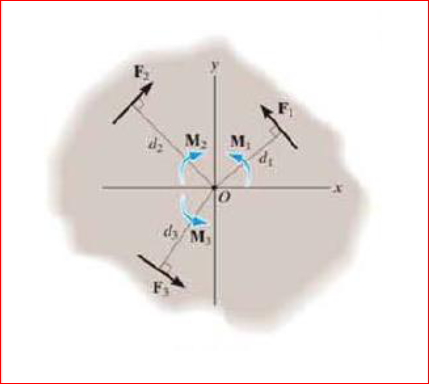 y
F₂
F₁
d₂
M₂
M₁
d₁
x
O
d₃
M₃
F₃